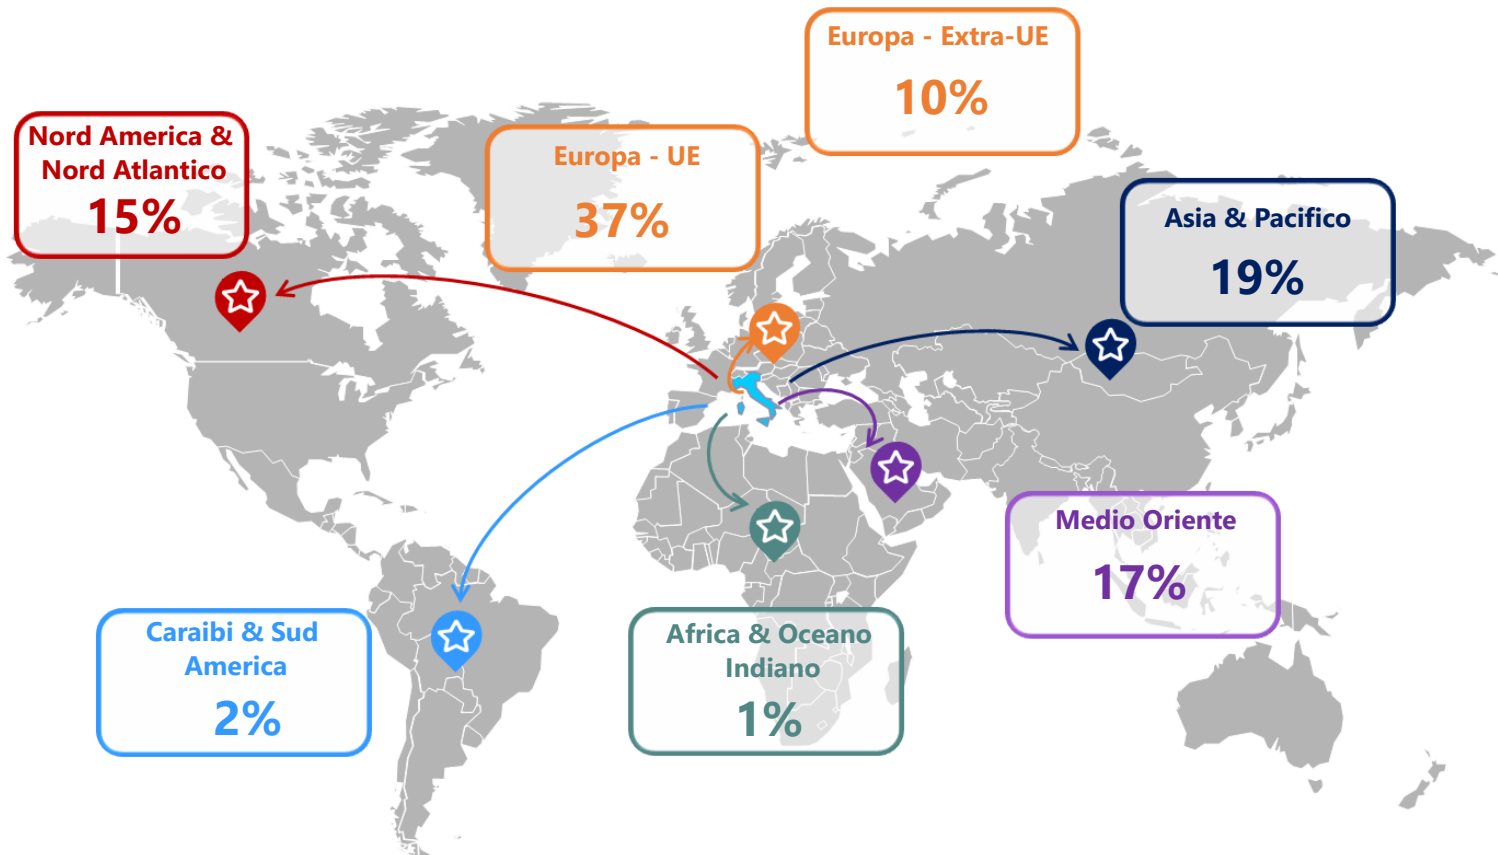 Europa - Extra-UE
10%
Nord America &
Nord Atlantico
15%
Europa - UE
37%
Asia & Pacifico
19%
Medio Oriente
17%
Caraibi & Sud
America
2%
Africa & Oceano
Indiano
1%